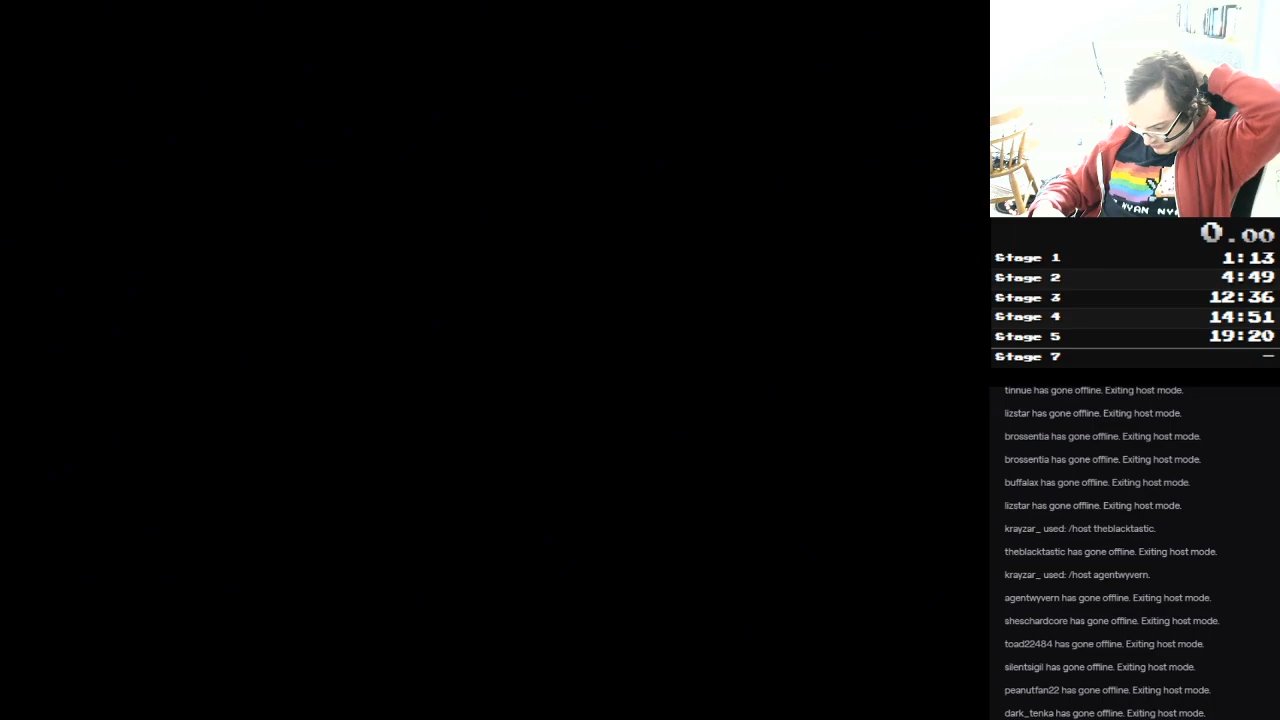 NYAN NY
0.00
Stage 1 1:13
Stage 2 4:49
Stage 3 12:36
Stage 4 14:51
Stage 5 19:20
Stage 7 —
tinnue has gone offline. Exiting host mode.
lizstar has gone offline. Exiting host mode.
brossentia has gone offline. Exiting host mode.
brossentia has gone offline. Exiting host mode.
buffalax has gone offline. Exiting host mode.
lizstar has gone offline. Exiting host mode.
krayzar_ used: /host theblacktastic.
theblacktastic has gone offline. Exiting host mode.
krayzar_ used: /host agentwyvern.
agentwyvern has gone offline. Exiting host mode.
sheschardcore has gone offline. Exiting host mode.
toad22484 has gone offline. Exiting host mode.
silentsigil has gone offline. Exiting host mode.
peanutfan22 has gone offline. Exiting host mode.
dark_tenka has gone offline. Exiting host mode.